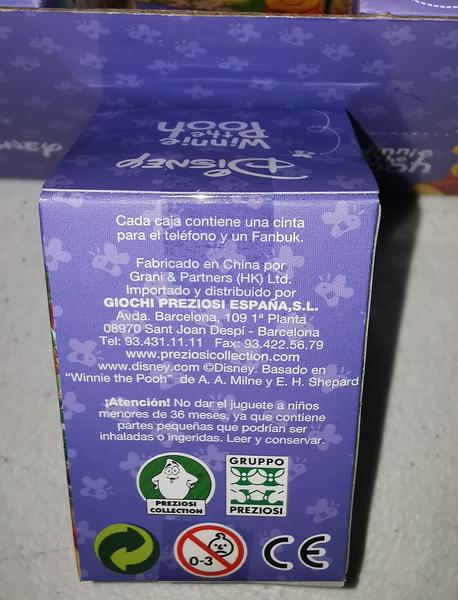 Winnie
the
Pooh
Disney
Cada caja contiene una cinta
para el teléfono y un Fanbuk.
Fabricado en China por
Grani & Partners (HK) Ltd.
Importado y distribuido por
GIOCHI PREZIOSI ESPAÑA,S.L.
Avda. Barcelona, 109 1ª Planta
08970 Sant Joan Despí - Barcelona
Tel: 93.431.11.11 Fax: 93.422.56.79
www.preziosicollection.com
www.disney.com ©Disney. Basado en
“Winnie the Pooh” de A. A. Milne y E. H. Shepard
¡Atención! No dar el juguete a niños
menores de 36 meses, ya que contiene
partes pequeñas que podrían ser
inhaladas o ingeridas. Leer y conservar.
PREZIOSI
COLLECTION
GRUPPO
PREZIOSI
0-3
CE